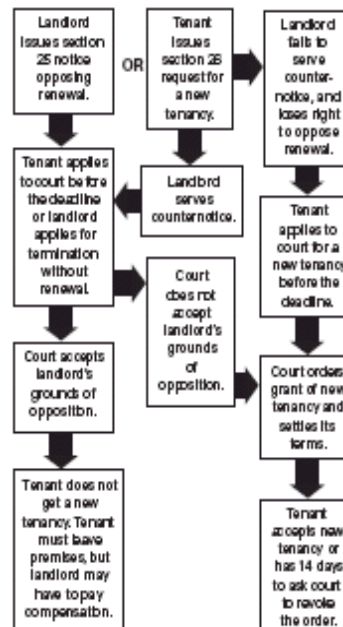 Landlord
issues section
25 notice
opposing
renewal.
OR
Tenant
issues
section 26
request for
a new
tenancy.
Landlord
fails to
serve
counter-
notice, and
loses right
to oppose
renewal.
Tenant applies
to court before
the deadline
or landlord
applies for
termination
without
renewal.
Landlord
serves
counternotice.
Tenant
applies to
court for a
new tenancy
before the
deadline.
Court
does not
accept
landlord's
grounds
of
opposition.
Court accepts
landlord's
grounds of
opposition.
Court orders
grant of new
tenancy and
settles its
terms.
Tenant does not
get a new
tenancy. Tenant
must leave
premises, but
landlord may
have to pay
compensation.
Tenant
accepts new
tenancy or
has 14 days
to ask court
to revoke
the order.